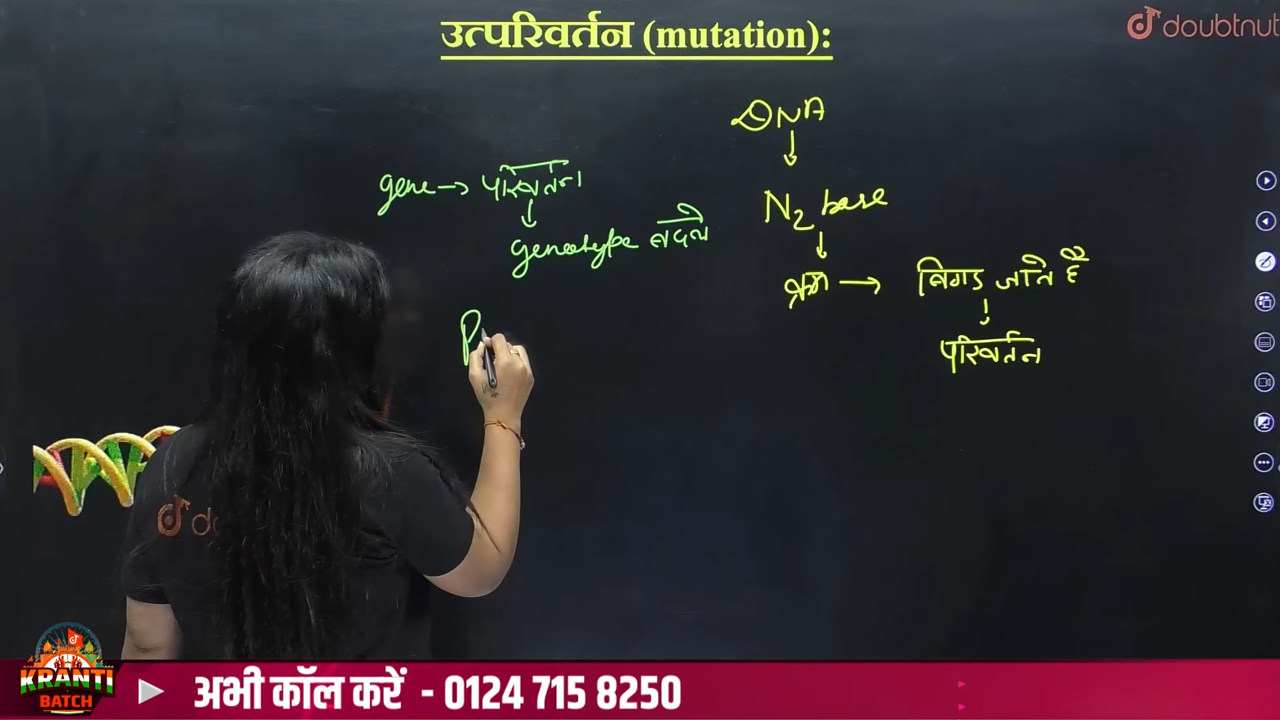 उत्परिवर्तन (mutation):
doubtnut
DNA
↓
gene → परिवर्तन
↓
genotype बदल
N2 base
↓
क्रम → बिगड़ जाते है
↓
परिवर्तन
P
do
KRANTI
BATCH
अभी कॉल करें - 0124 715 8250